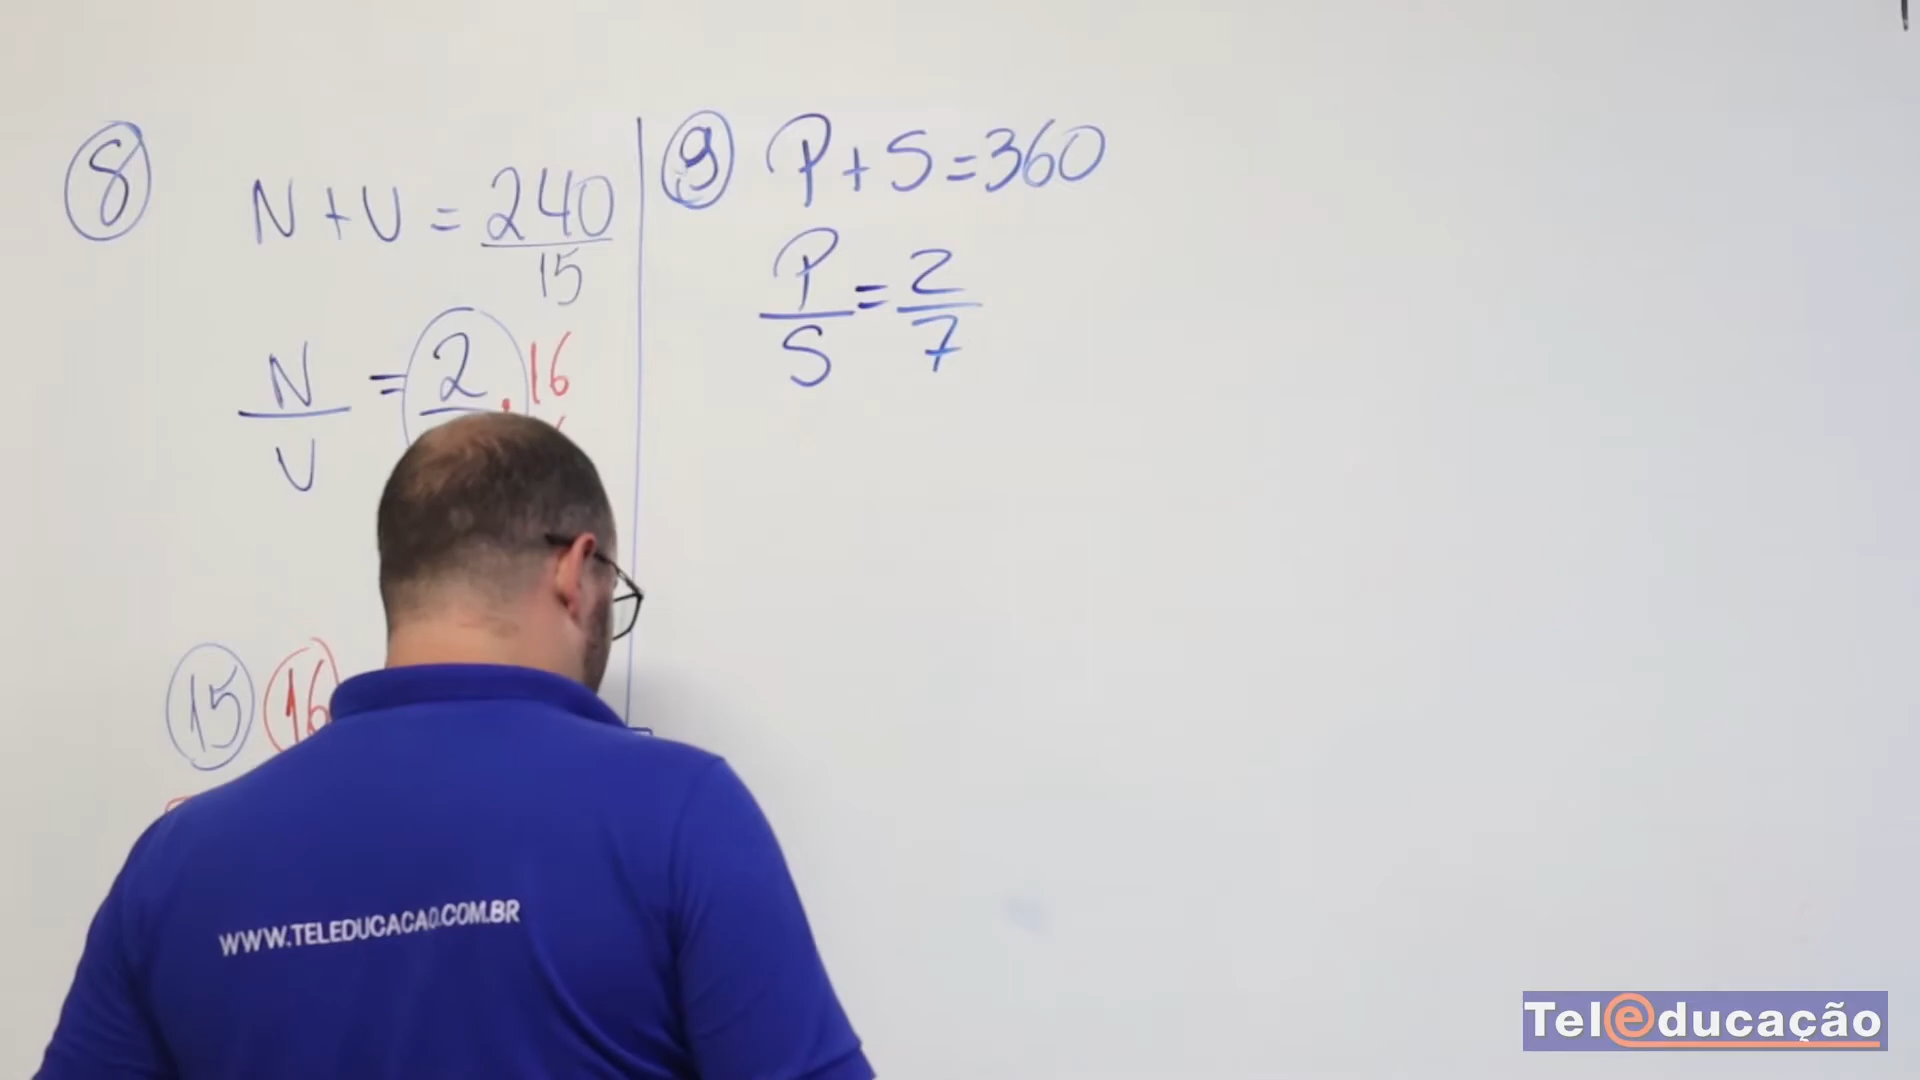 8
N + U = 240
15
N = 2 . 16
U
15 16
9 P + S = 360
P = 2
S 7
WWW.TELEDUCACAO.COM.BR
Teleducação